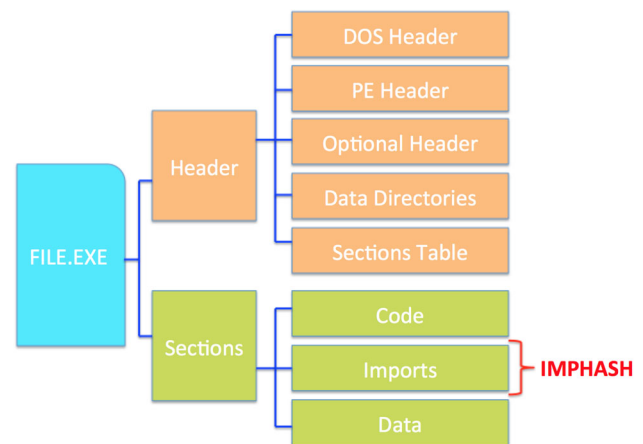 DOS Header
PE Header
Header
Optional Header
Data Directories
FILE.EXE
Sections Table
Code
Sections
Imports
IMPHASH
Data